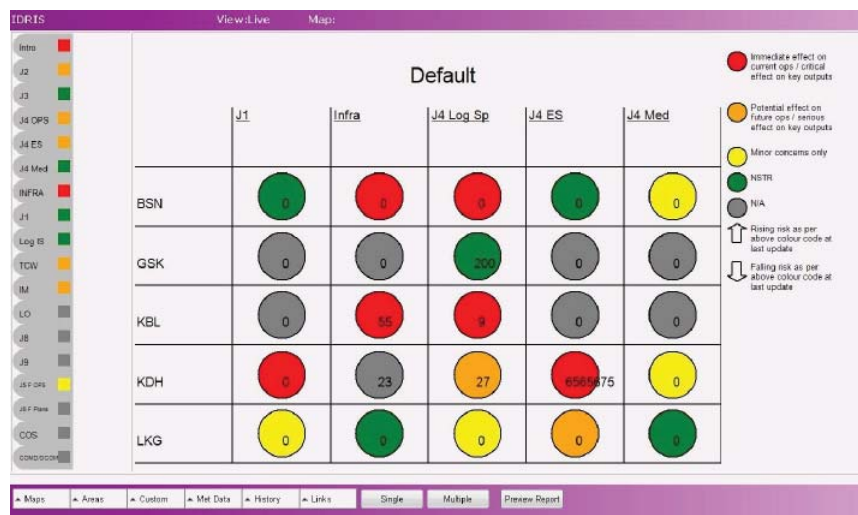 IDRIS View:Live Map:
Intro
J2
J3
J4 OPS
J4 ES
J4 Med
INFRA
J1
Log IS
TCW
IM
LO
J8
J9
J5 F OPS
J5 F Plans
COS
Default
J1 Infra J4 Log Sp J4 ES J4 Med
BSN 0 0 0 0 0
GSK 0 0 200 0 0
KBL 0 55 9 0 0
KDH 0 23 27 6565675 0
LKG 0 0 0 0 0
Immediate effect on
current ops / critical
effect on key outputs
Potential effect on
future ops / serious
effect on key outputs
Minor concerns only
NSTR
N/A
Rising risk as per
above colour code at
last update
Falling risk as per
above colour code at
last update
Maps Areas Custom Met Data History Links Single Multiple Preview Report